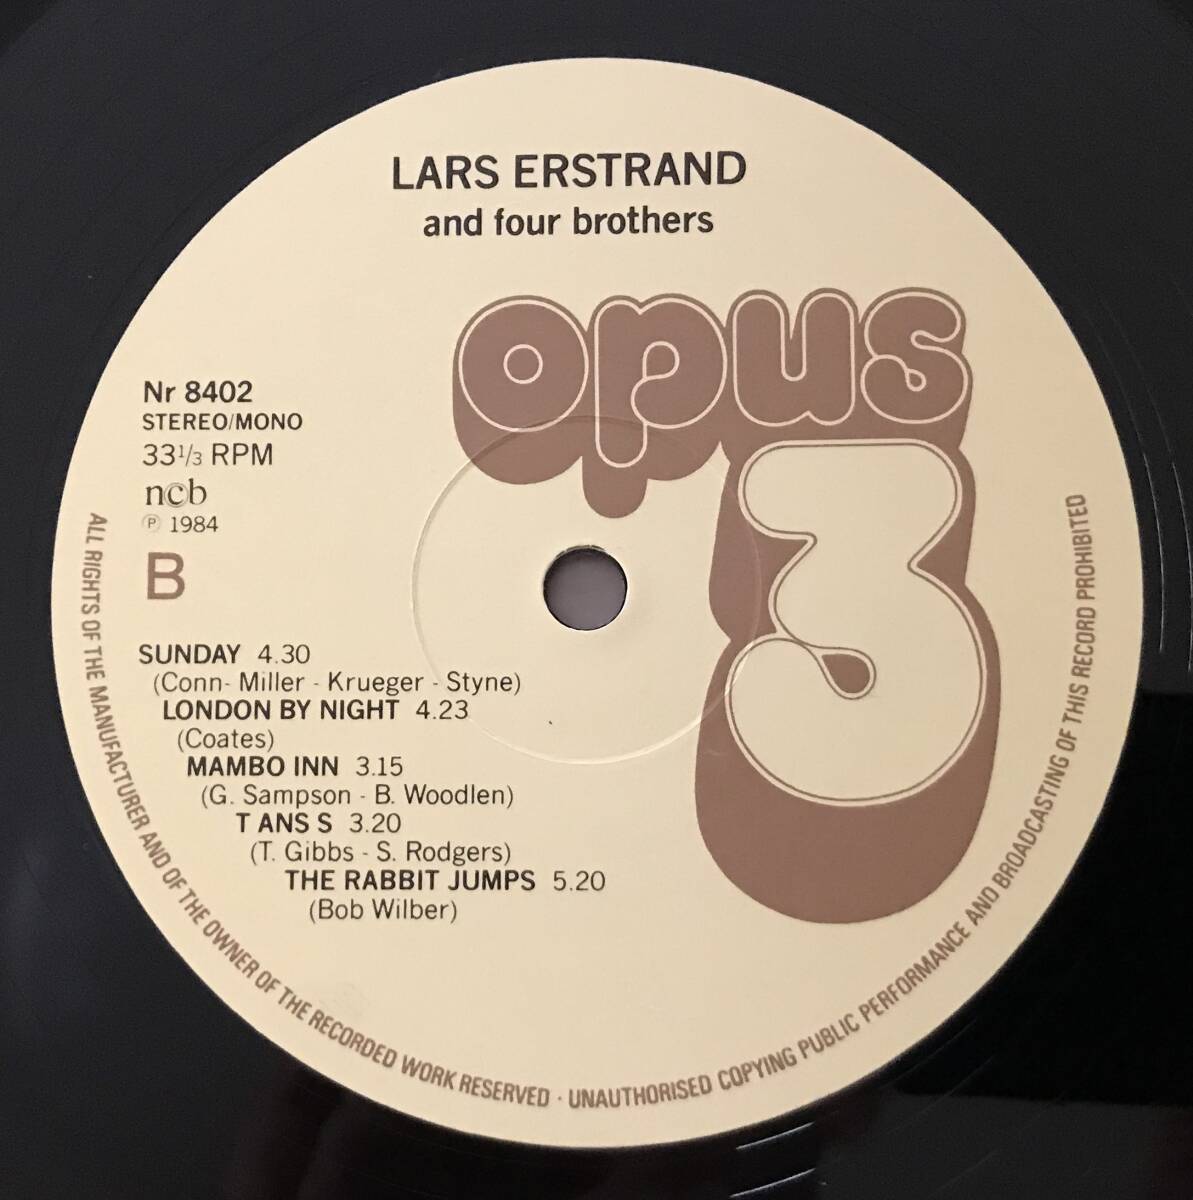 LARS ERSTRAND
and four brothers
opus
3
Nr 8402
STEREO/MONO
33 1/3 RPM
ncb
℗ 1984
B
SUNDAY 4.30
(Conn- Miller - Krueger - Styne)
LONDON BY NIGHT 4.23
(Coates)
MAMBO INN 3.15
(G. Sampson - B. Woodlen)
T ANS S 3.20
(T. Gibbs - S. Rodgers)
THE RABBIT JUMPS 5.20
(Bob Wilber)
ALL RIGHTS OF THE MANUFACTURER AND OF THE OWNER OF THE RECORDED WORK RESERVED · UNAUTHORISED COPYING PUBLIC PERFORMANCE AND BROADCASTING OF THIS RECORD PROHIBITED